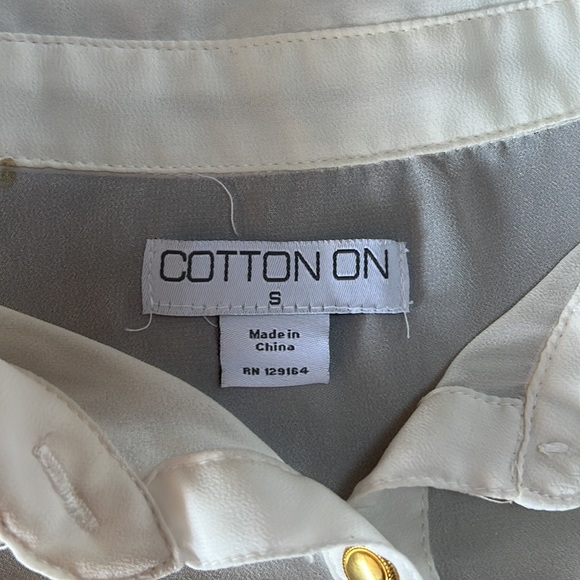 COTTON ON
S
Made in
China
RN 129164